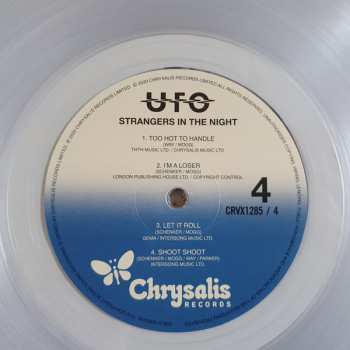 UFO
STRANGERS IN THE NIGHT
1. TOO HOT TO HANDLE
(WAY / MOGG)
THTH MUSIC LTD / CHRYSALIS MUSIC LTD
2. I'M A LOSER
(SCHENKER / MOGG)
LONDON PUBLISHING HOUSE LTD. / COPYRIGHT CONTROL
4
CRVX1285 / 4
3. LET IT ROLL
(SCHENKER / MOGG)
GEMA / INTERSONG MUSIC LTD
4. SHOOT SHOOT
(SCHENKER / MOGG / WAY / PARKER)
INTERSONG MUSIC LTD.
Chrysalis
RECORDS